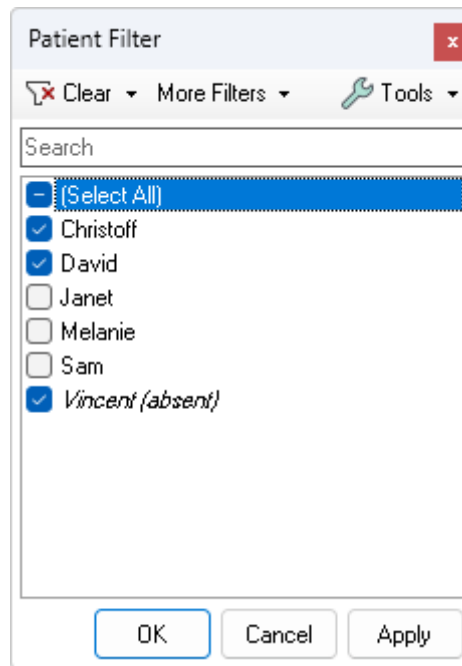 Patient Filter x
Clear More Filters Tools
Search
(Select All)
Christoff
David
Janet
Melanie
Sam
Vincent (absent)
OK Cancel Apply